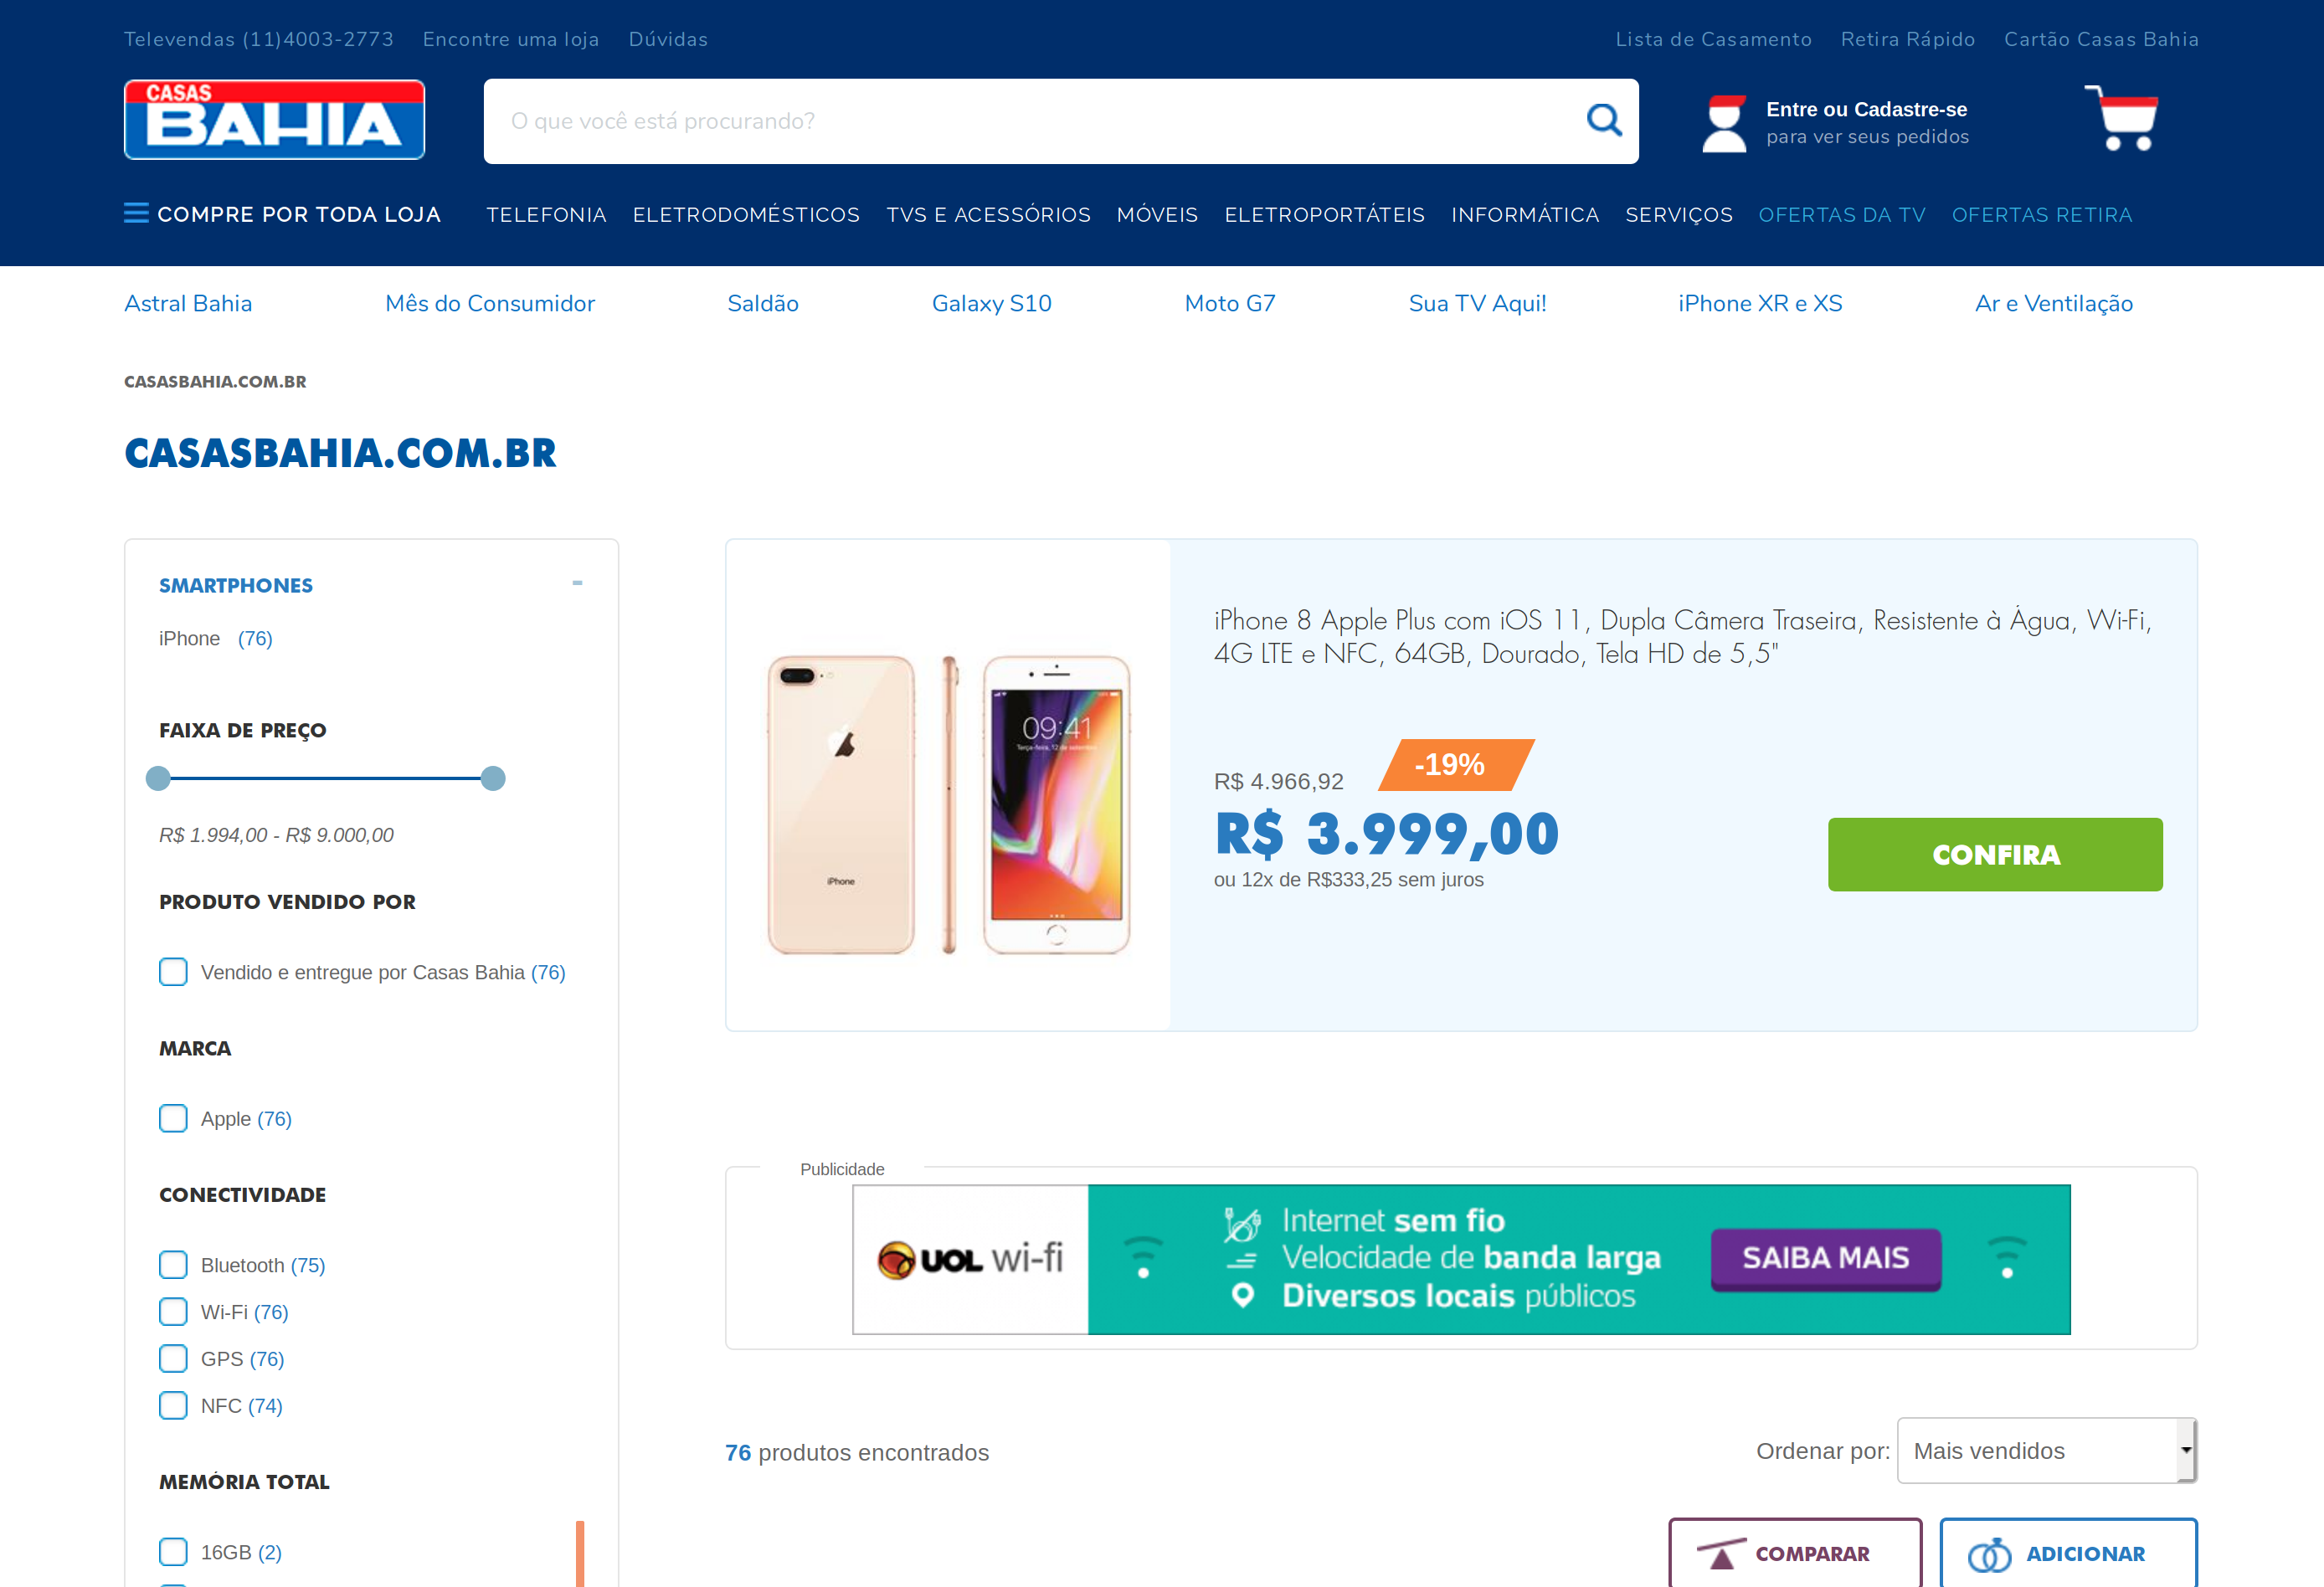 Televendas (11)4003-2773 Encontre uma loja Dúvidas Lista de Casamento Retira Rápido Cartão Casas Bahia
CASAS
BAHIA
O que você está procurando?
Entre ou Cadastre-se
para ver seus pedidos
COMPRE POR TODA LOJA TELEFONIA ELETRODOMÉSTICOS TVS E ACESSÓRIOS MÓVEIS ELETROPORTÁTEIS INFORMÁTICA SERVIÇOS OFERTAS DA TV OFERTAS RETIRA
Astral Bahia Mês do Consumidor Saldão Galaxy S10 Moto G7 Sua TV Aqui! iPhone XR e XS Ar e Ventilação
CASASBAHIA.COM.BR
CASASBAHIA.COM.BR
SMARTPHONES -
iPhone (76)
FAIXA DE PREÇO
R$ 1.994,00 - R$ 9.000,00
PRODUTO VENDIDO POR
Vendido e entregue por Casas Bahia (76)
MARCA
Apple (76)
CONECTIVIDADE
Bluetooth (75)
Wi-Fi (76)
GPS (76)
NFC (74)
MEMÓRIA TOTAL
16GB (2)
09:41
Terça-feira, 12 de setembro
iPhone
iPhone 8 Apple Plus com iOS 11, Dupla Câmera Traseira, Resistente à Água, Wi-Fi,
4G LTE e NFC, 64GB, Dourado, Tela HD de 5,5"
R$ 4.966,92 -19%
R$ 3.999,00
ou 12x de R$333,25 sem juros
CONFIRA
Publicidade
UOL wi-fi
Internet sem fio
Velocidade de banda larga
Diversos locais públicos
SAIBA MAIS
76 produtos encontrados
Ordenar por: Mais vendidos
COMPARAR ADICIONAR